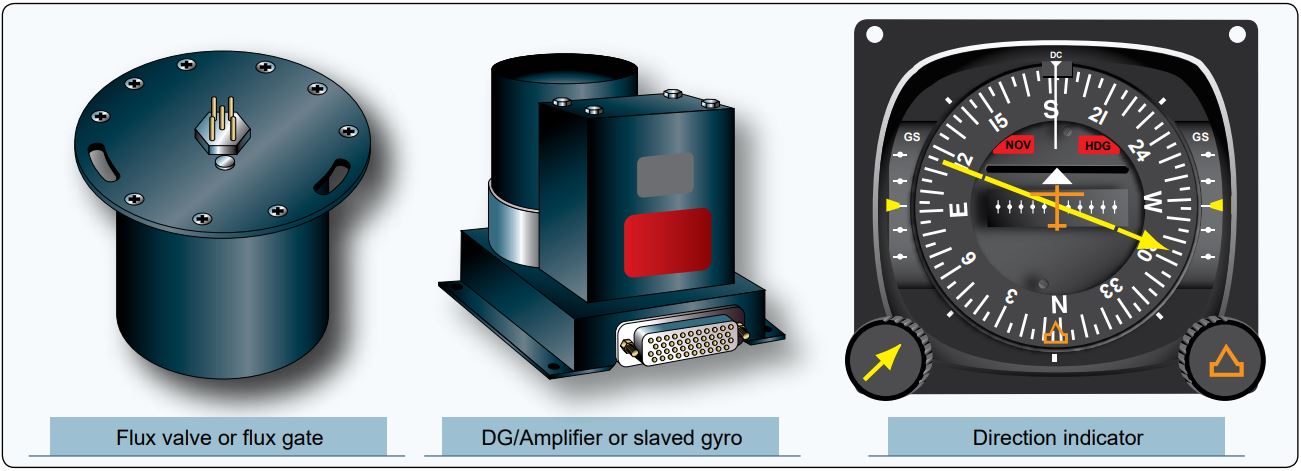 DC
S
15
21
GS
GS
NOV
HDG
12
24
E
W
6
30
3
33
N
Flux valve or flux gate
DG/Amplifier or slaved gyro
Direction indicator